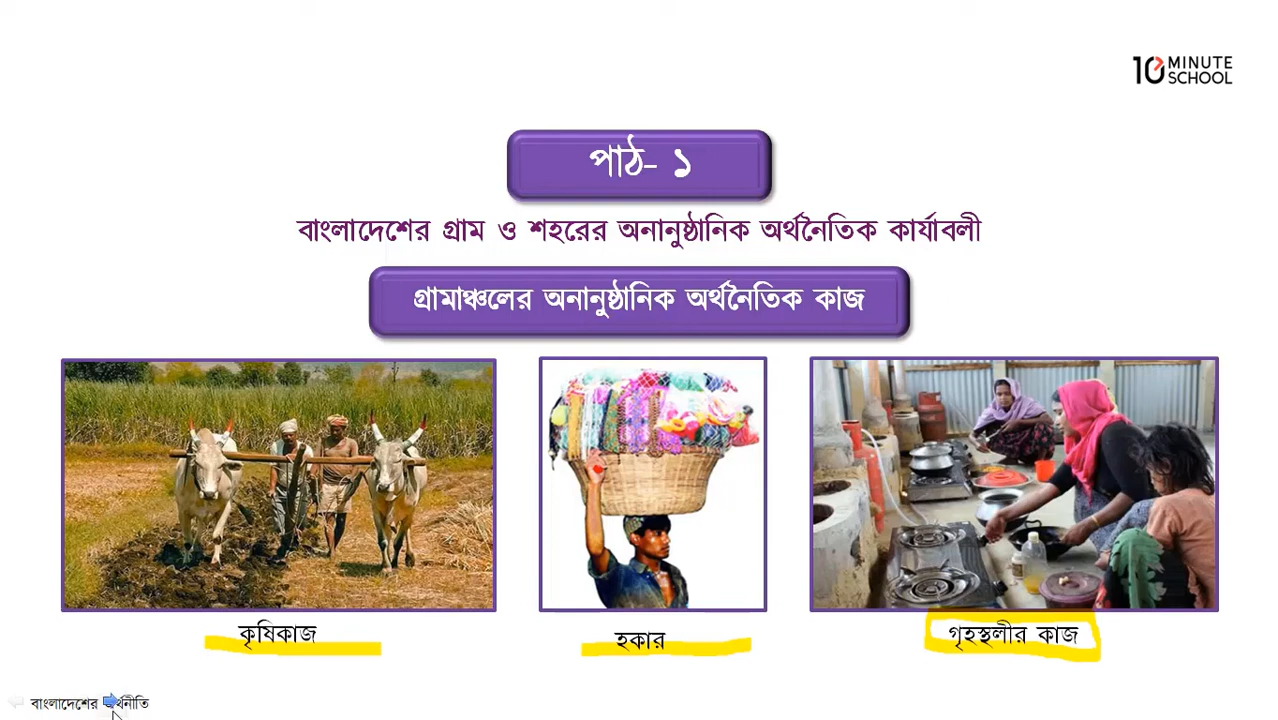 10 MINUTE
SCHOOL
পাঠ- ১
বাংলাদেশের গ্রাম ও শহরের অনানুষ্ঠানিক অর্থনৈতিক কার্যাবলী
গ্রামাঞ্চলের অনানুষ্ঠানিক অর্থনৈতিক কাজ
কৃষিকাজ
হকার
গৃহস্থলীর কাজ
বাংলাদেশের অর্থনীতি